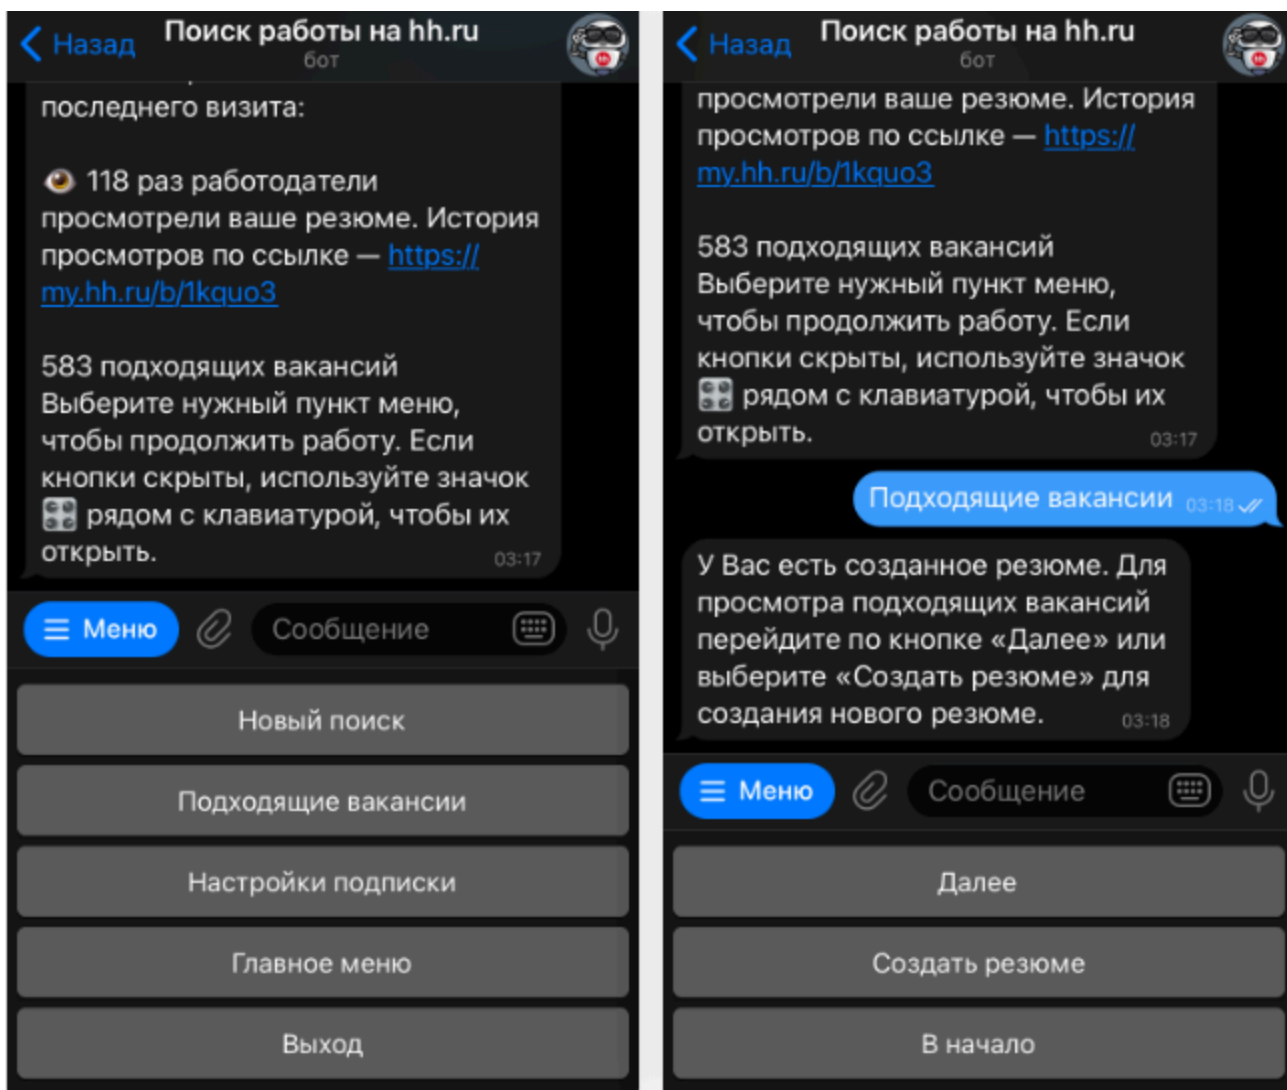 Назад
Поиск работы на hh.ru
бот
последнего визита:
118 раз работодатели
просмотрели ваше резюме. История
просмотров по ссылке — https://
my.hh.ru/b/1kquo3
583 подходящих вакансий
Выберите нужный пункт меню,
чтобы продолжить работу. Если
кнопки скрыты, используйте значок
рядом с клавиатурой, чтобы их
открыть.
03:17
Меню
Сообщение
Новый поиск
Подходящие вакансии
Настройки подписки
Главное меню
Выход
Назад
Поиск работы на hh.ru
бот
просмотрели ваше резюме. История
просмотров по ссылке — https://
my.hh.ru/b/1kquo3
583 подходящих вакансий
Выберите нужный пункт меню,
чтобы продолжить работу. Если
кнопки скрыты, используйте значок
рядом с клавиатурой, чтобы их
открыть.
03:17
Подходящие вакансии 03:18
У Вас есть созданное резюме. Для
просмотра подходящих вакансий
перейдите по кнопке «Далее» или
выберите «Создать резюме» для
создания нового резюме.
03:18
Меню
Сообщение
Далее
Создать резюме
В начало